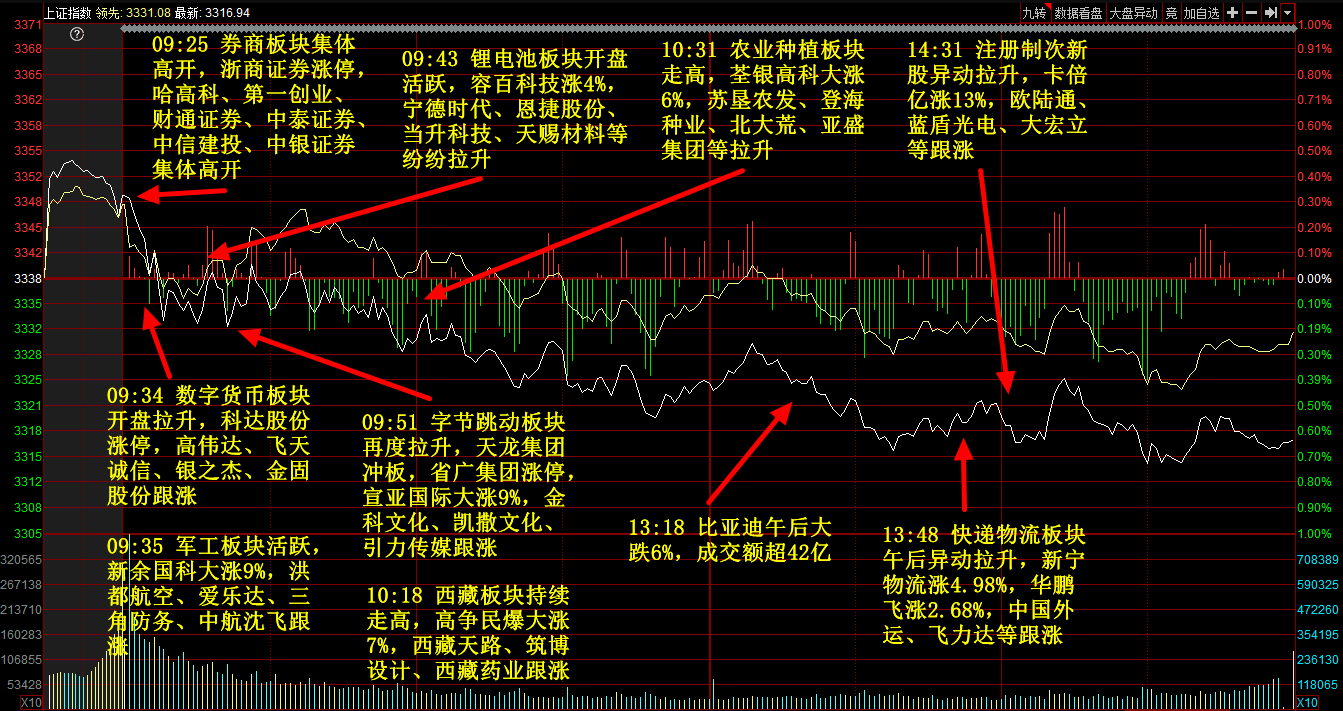 上证指数 领先: 3331.08 最新: 3316.94
九转 数据看盘 大盘异动 竞 加自选
09:25 券商板块集体
高开，浙商证券涨停，
哈高科、第一创业、
财通证券、中泰证券、
中信建投、中银证券
集体高开
09:43 锂电池板块开盘
活跃，容百科技涨4%，
宁德时代、恩捷股份、
当升科技、天赐材料等
纷纷拉升
10:31 农业种植板块
走高，荃银高科大涨
6%，苏垦农发、登海
种业、北大荒、亚盛
集团等拉升
14:31 注册制次新
股异动拉升，卡倍
亿涨13%，欧陆通、
蓝盾光电、大宏立
等跟涨
09:34 数字货币板块
开盘拉升，科达股份
涨停，高伟达、飞天
诚信、银之杰、金固
股份跟涨
09:35 军工板块活跃，
新余国科大涨9%，洪
都航空、爱乐达、三
角防务、中航沈飞跟
涨
09:51 字节跳动板块
再度拉升，天龙集团
冲板，省广集团涨停，
宣亚国际大涨9%，金
科文化、凯撒文化、
引力传媒跟涨
10:18 西藏板块持续
走高，高争民爆大涨
7%，西藏天路、筑博
设计、西藏药业跟涨
13:18 比亚迪午后大
跌6%，成交额超42亿
13:48 快递物流板块
午后异动拉升，新宁
物流涨4.98%，华鹏
飞涨2.68%，中国外
运、飞力达等跟涨
3371
3368
3365
3362
3358
3355
3352
3348
3345
3342
3338
3335
3332
3328
3325
3321
3318
3315
3312
3308
3305
320565
267138
213710
160283
106855
53428
X10
1.00%
0.91%
0.80%
0.71%
0.60%
0.50%
0.40%
0.30%
0.20%
0.10%
0.00%
0.10%
0.19%
0.30%
0.39%
0.50%
0.60%
0.70%
0.80%
0.90%
1.00%
708389
590325
472260
354195
236130
118065
X10